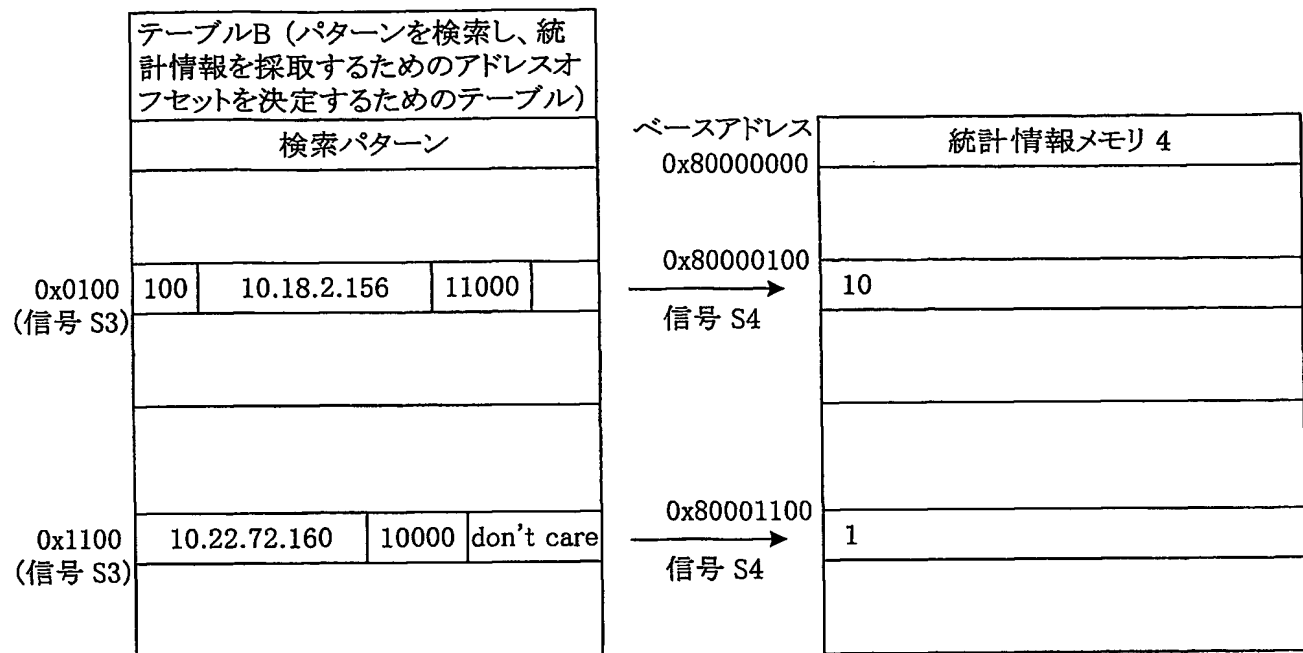 テーブルB (パターンを検索し、統
計情報を採取するためのアドレスオ
フセットを決定するためのテーブル)
検索パターン
0x0100
(信号 S3)
100 10.18.2.156 11000
0x1100
(信号 S3)
10.22.72.160 10000 don't care
ベースアドレス
0x80000000
統計情報メモリ 4
0x80000100
信号 S4
10
0x80001100
信号 S4
1